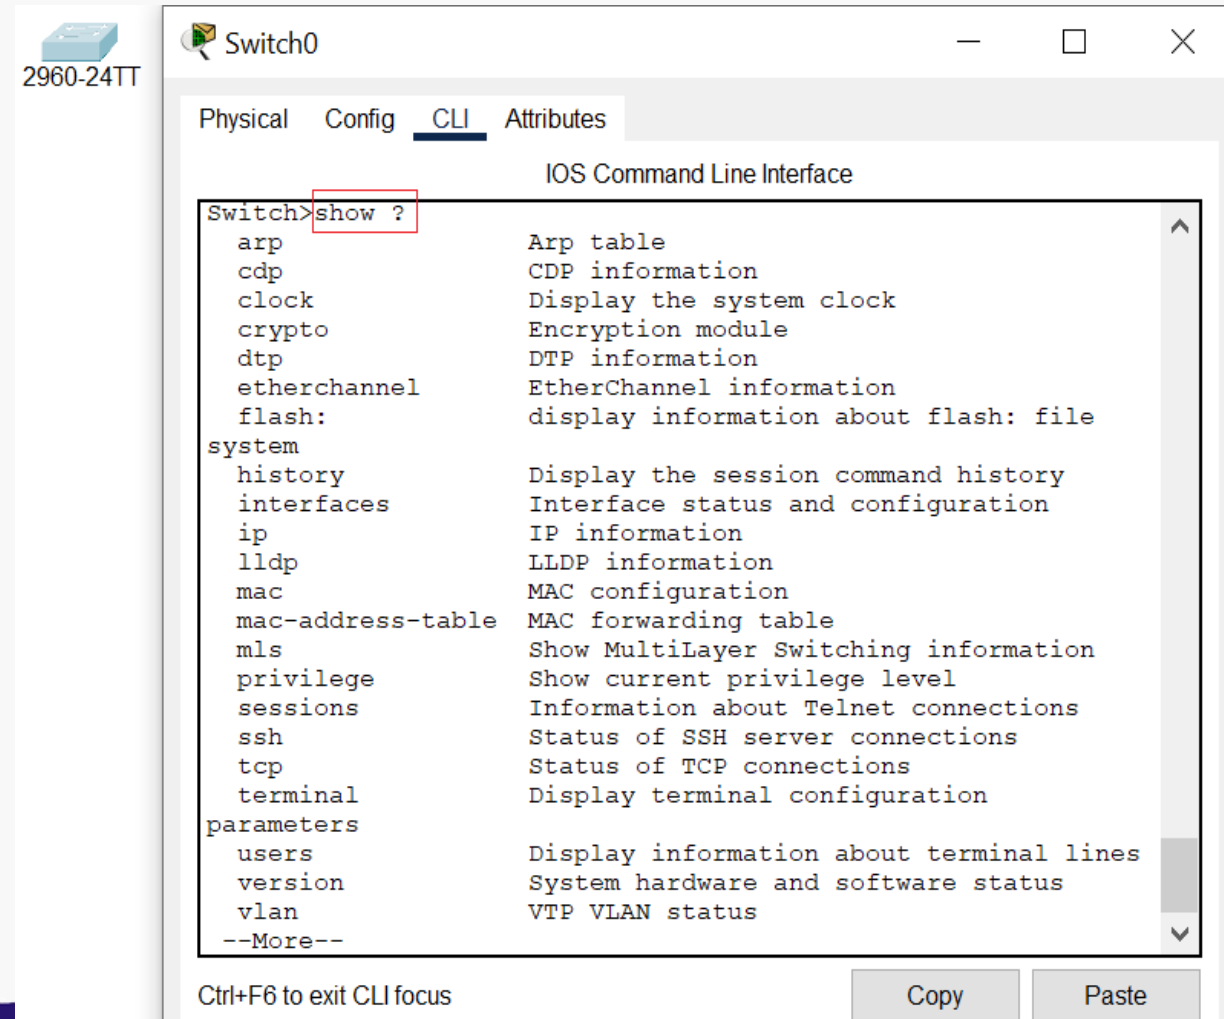 2960-24TT
Switch0
Physical Config CLI Attributes
IOS Command Line Interface
Switch>show ?
arp Arp table
cdp CDP information
clock Display the system clock
crypto Encryption module
dtp DTP information
etherchannel EtherChannel information
flash: display information about flash: file
system
history Display the session command history
interfaces Interface status and configuration
ip IP information
lldp LLDP information
mac MAC configuration
mac-address-table MAC forwarding table
mls Show MultiLayer Switching information
privilege Show current privilege level
sessions Information about Telnet connections
ssh Status of SSH server connections
tcp Status of TCP connections
terminal Display terminal configuration
parameters
users Display information about terminal lines
version System hardware and software status
vlan VTP VLAN status
--More--
Ctrl+F6 to exit CLI focus
Copy Paste